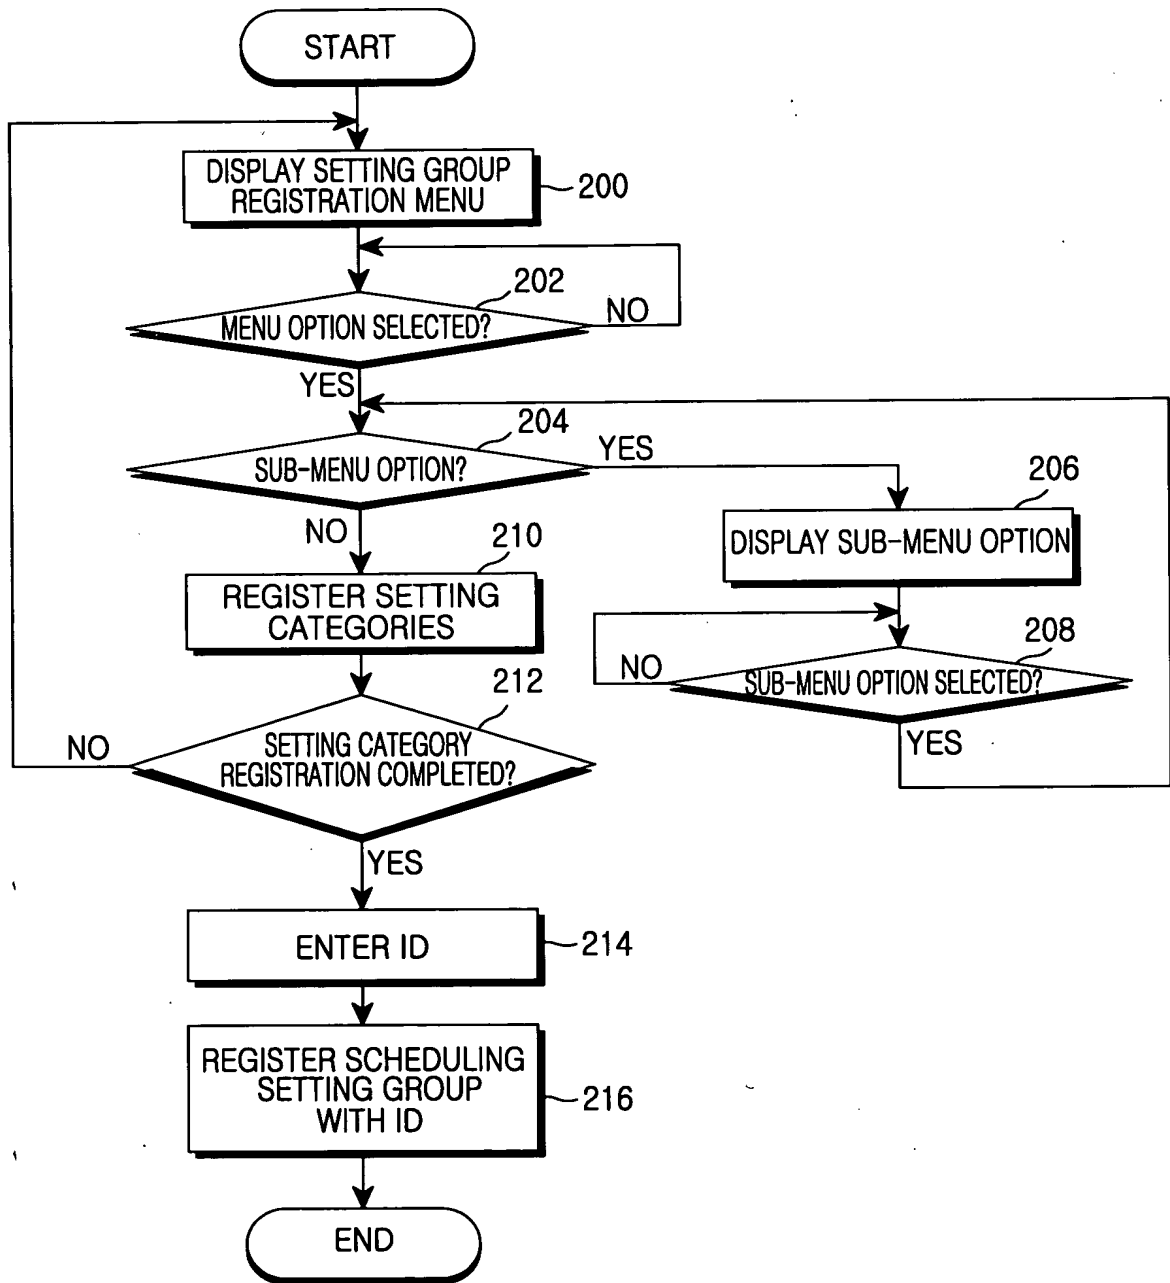 START
DISPLAY SETTING GROUP
REGISTRATION MENU
200
202
MENU OPTION SELECTED?
NO
YES
204
SUB-MENU OPTION?
YES
NO
206
DISPLAY SUB-MENU OPTION
210
REGISTER SETTING
CATEGORIES
208
SUB-MENU OPTION SELECTED?
NO
YES
212
SETTING CATEGORY
REGISTRATION COMPLETED?
NO
YES
ENTER ID
214
REGISTER SCHEDULING
SETTING GROUP
WITH ID
216
END